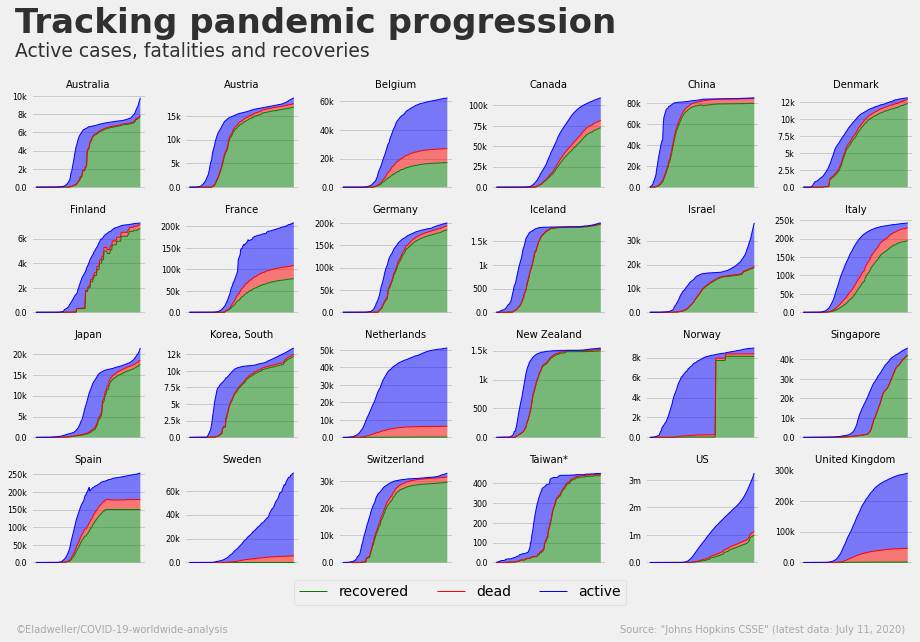 Tracking pandemic progression
Active cases, fatalities and recoveries
Australia Austria Belgium Canada China Denmark
10k 8k 6k 4k 2k 0.0
15k 10k 5k 0.0
60k 40k 20k 0.0
100k 75k 50k 25k 0.0
80k 60k 40k 20k 0.0
12k 10k 7.5k 5k 2.5k 0.0
Finland France Germany Iceland Israel Italy
6k 4k 2k 0.0
200k 150k 100k 50k 0.0
200k 150k 100k 50k 0.0
1.5k 1k 500 0.0
30k 20k 10k 0.0
250k 200k 150k 100k 50k 0.0
Japan Korea, South Netherlands New Zealand Norway Singapore
20k 15k 10k 5k 0.0
12k 10k 7.5k 5k 2.5k 0.0
50k 40k 30k 20k 10k 0.0
1.5k 1k 500 0.0
8k 6k 4k 2k 0.0
40k 30k 20k 10k 0.0
Spain Sweden Switzerland Taiwan* US United Kingdom
250k 200k 150k 100k 50k 0.0
60k 40k 20k 0.0
30k 20k 10k 0.0
400 300 200 100 0.0
3m 2m 1m 0.0
300k 200k 100k 0.0
recovered dead active
©Eladweller/COVID-19-worldwide-analysis
Source: "Johns Hopkins CSSE" (latest data: July 11, 2020)